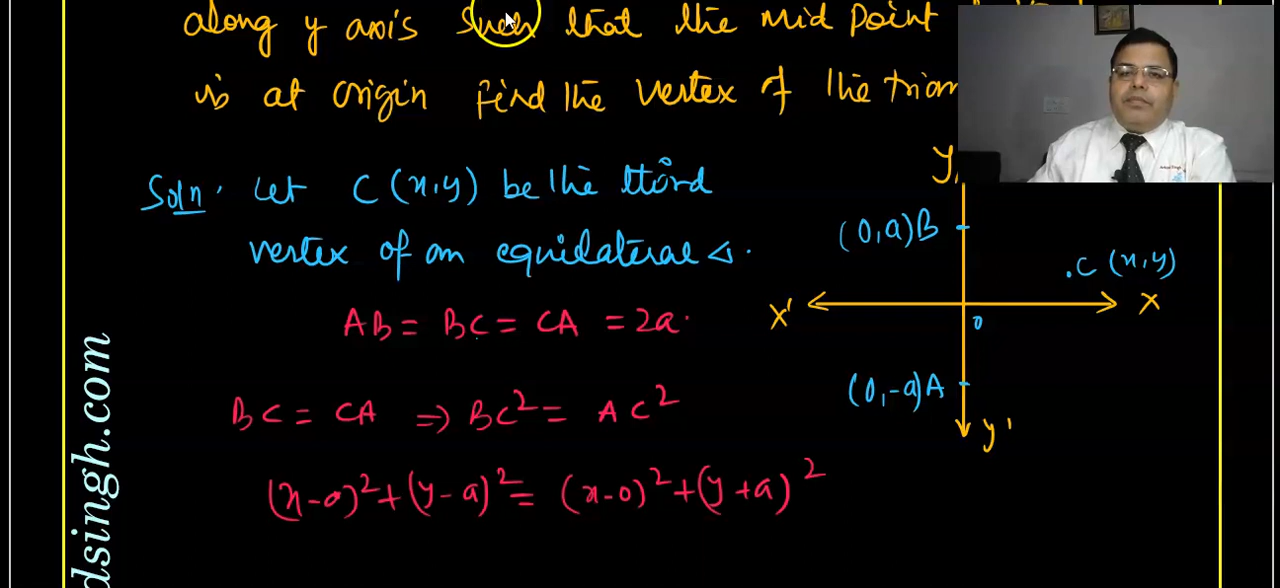 along y axis such that the mid point
is at origin find the vertex of the trian
Soln. Let C (x,y) be the third
vertex of an equilateral △.
AB = BC = CA = 2a.
BC = CA ⇒ BC² = AC²
(x-0)²+(y-a)² = (x-0)²+(y+a)²
y
(0,a)B
.C (x,y)
X'
X
0
(0,-a)A
y'
dsingh.com